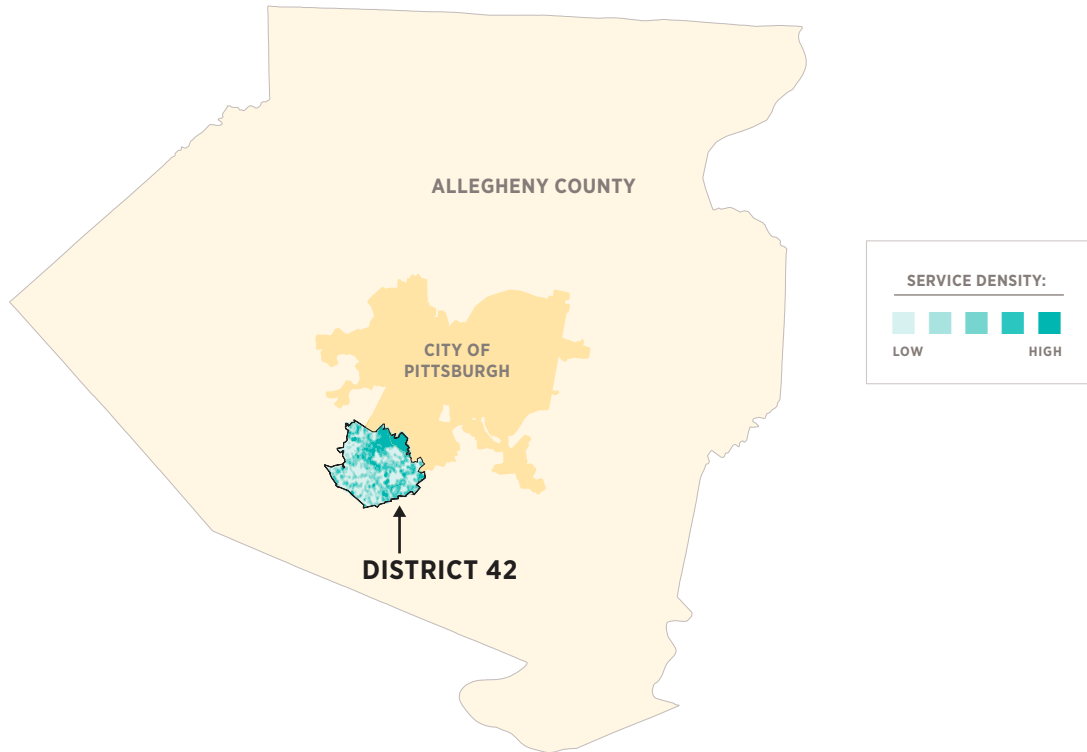 ALLEGHENY COUNTY
SERVICE DENSITY:
LOW
HIGH
CITY OF
PITTSBURGH
DISTRICT 42